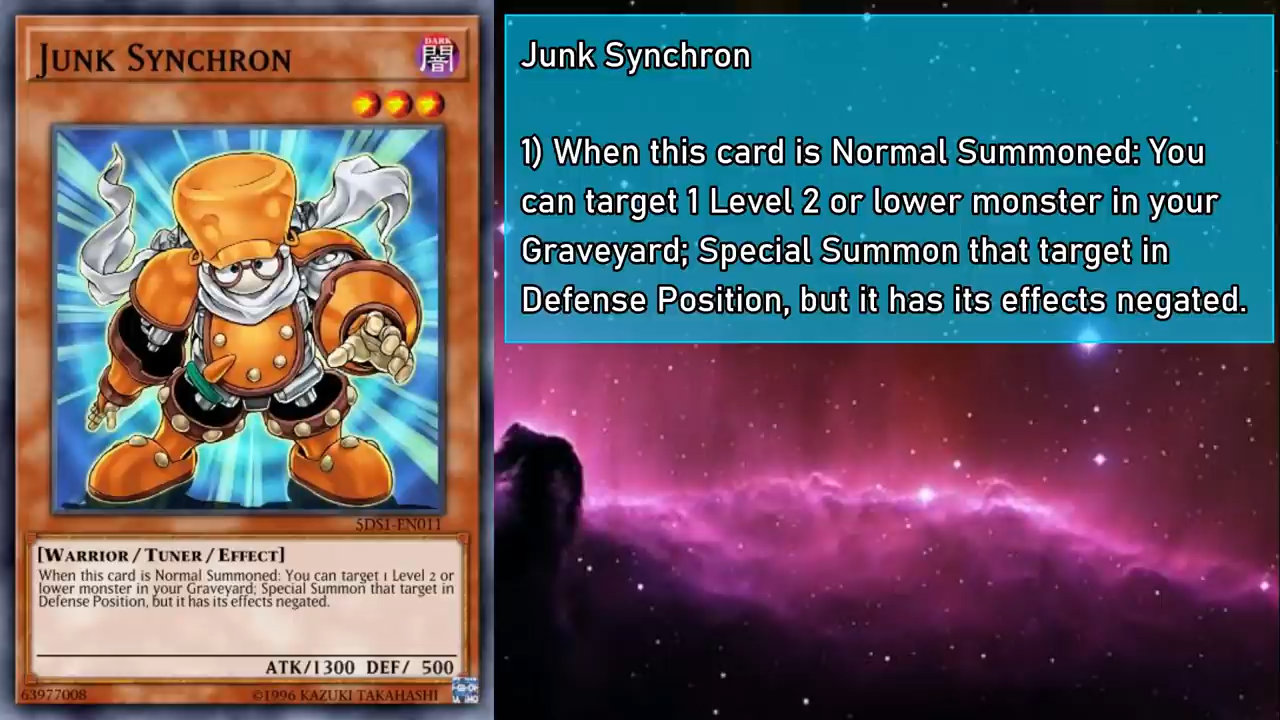 JUNK SYNCHRON
DARK
闇
5DS1-EN011
[WARRIOR / TUNER / EFFECT]
When this card is Normal Summoned: You can target 1 Level 2 or
lower monster in your Graveyard; Special Summon that target in
Defense Position, but it has its effects negated.
ATK/1300 DEF/ 500
63977008
©1996 KAZUKI TAKAHASHI
Junk Synchron
1) When this card is Normal Summoned: You
can target 1 Level 2 or lower monster in your
Graveyard; Special Summon that target in
Defense Position, but it has its effects negated.